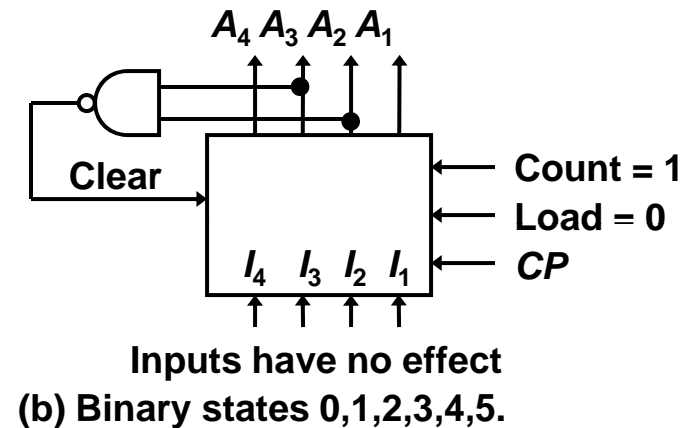 A4 A3 A2 A1
Clear
Count = 1
Load = 0
CP
I4 I3 I2 I1
Inputs have no effect
(b) Binary states 0,1,2,3,4,5.